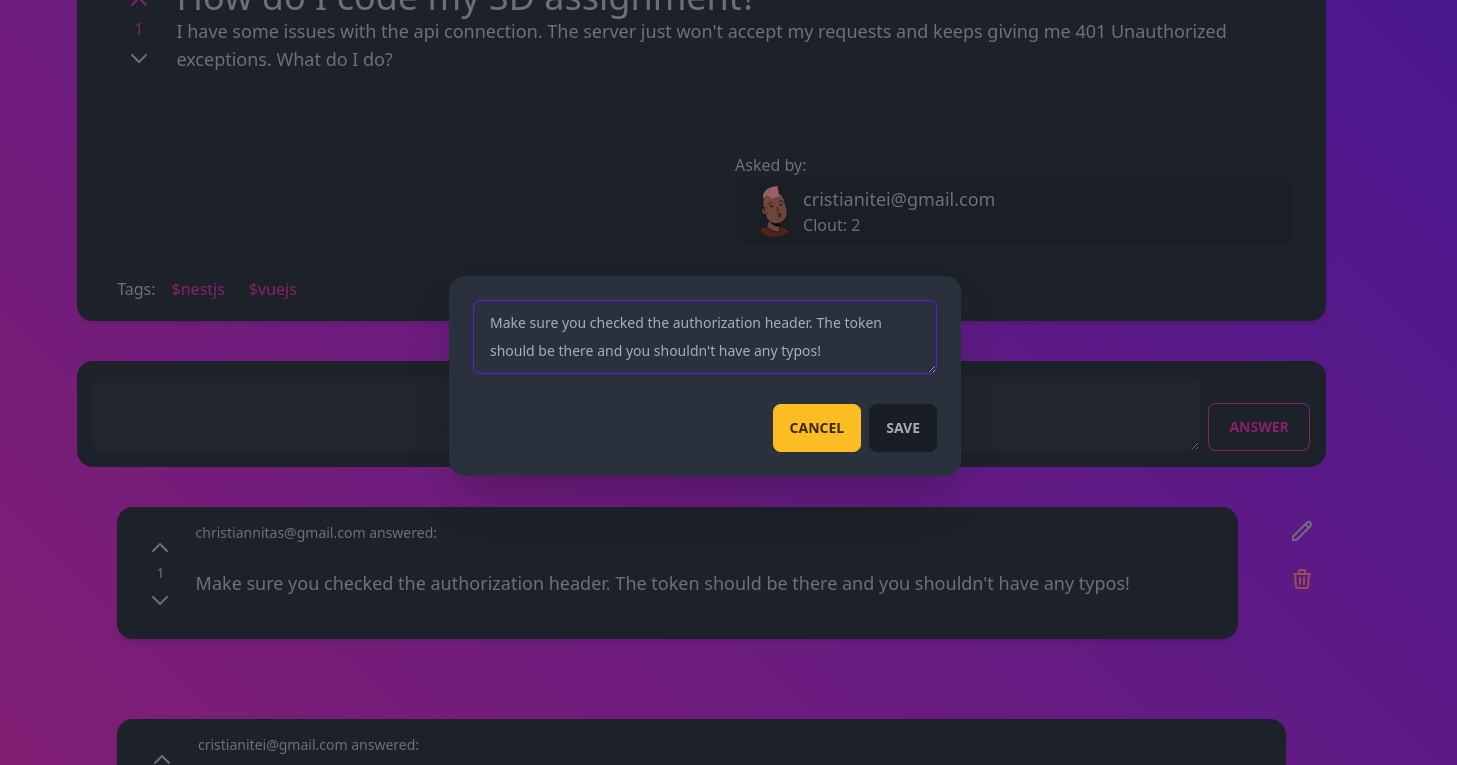 How do I code my SD assignment?
1
I have some issues with the api connection. The server just won't accept my requests and keeps giving me 401 Unauthorized
exceptions. What do I do?
Asked by:
cristianitei@gmail.com
Clout: 2
Tags: $nestjs $vuejs
Make sure you checked the authorization header. The token
should be there and you shouldn't have any typos!
CANCEL SAVE
ANSWER
christiannitas@gmail.com answered:
1
Make sure you checked the authorization header. The token should be there and you shouldn't have any typos!
cristianitei@gmail.com answered: